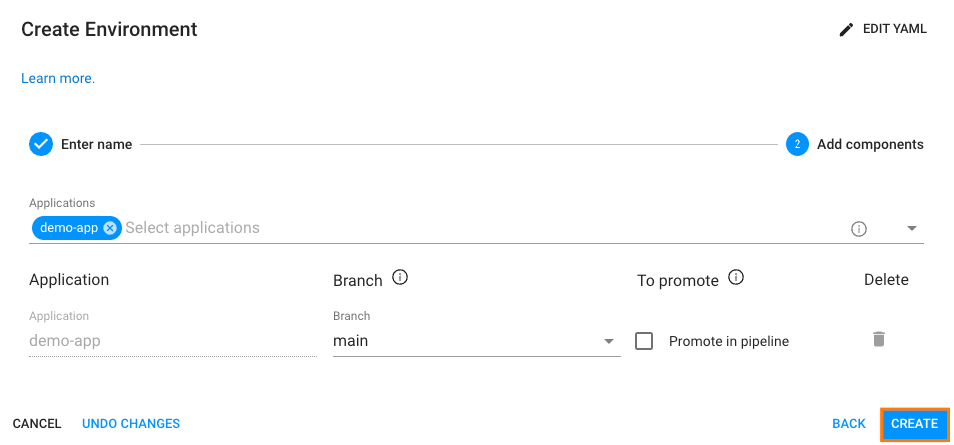 Create Environment
EDIT YAML
Learn more.
Enter name
2 Add components
Applications
demo-app Select applications
Application Branch To promote Delete
Application Branch
demo-app main Promote in pipeline
CANCEL UNDO CHANGES BACK CREATE